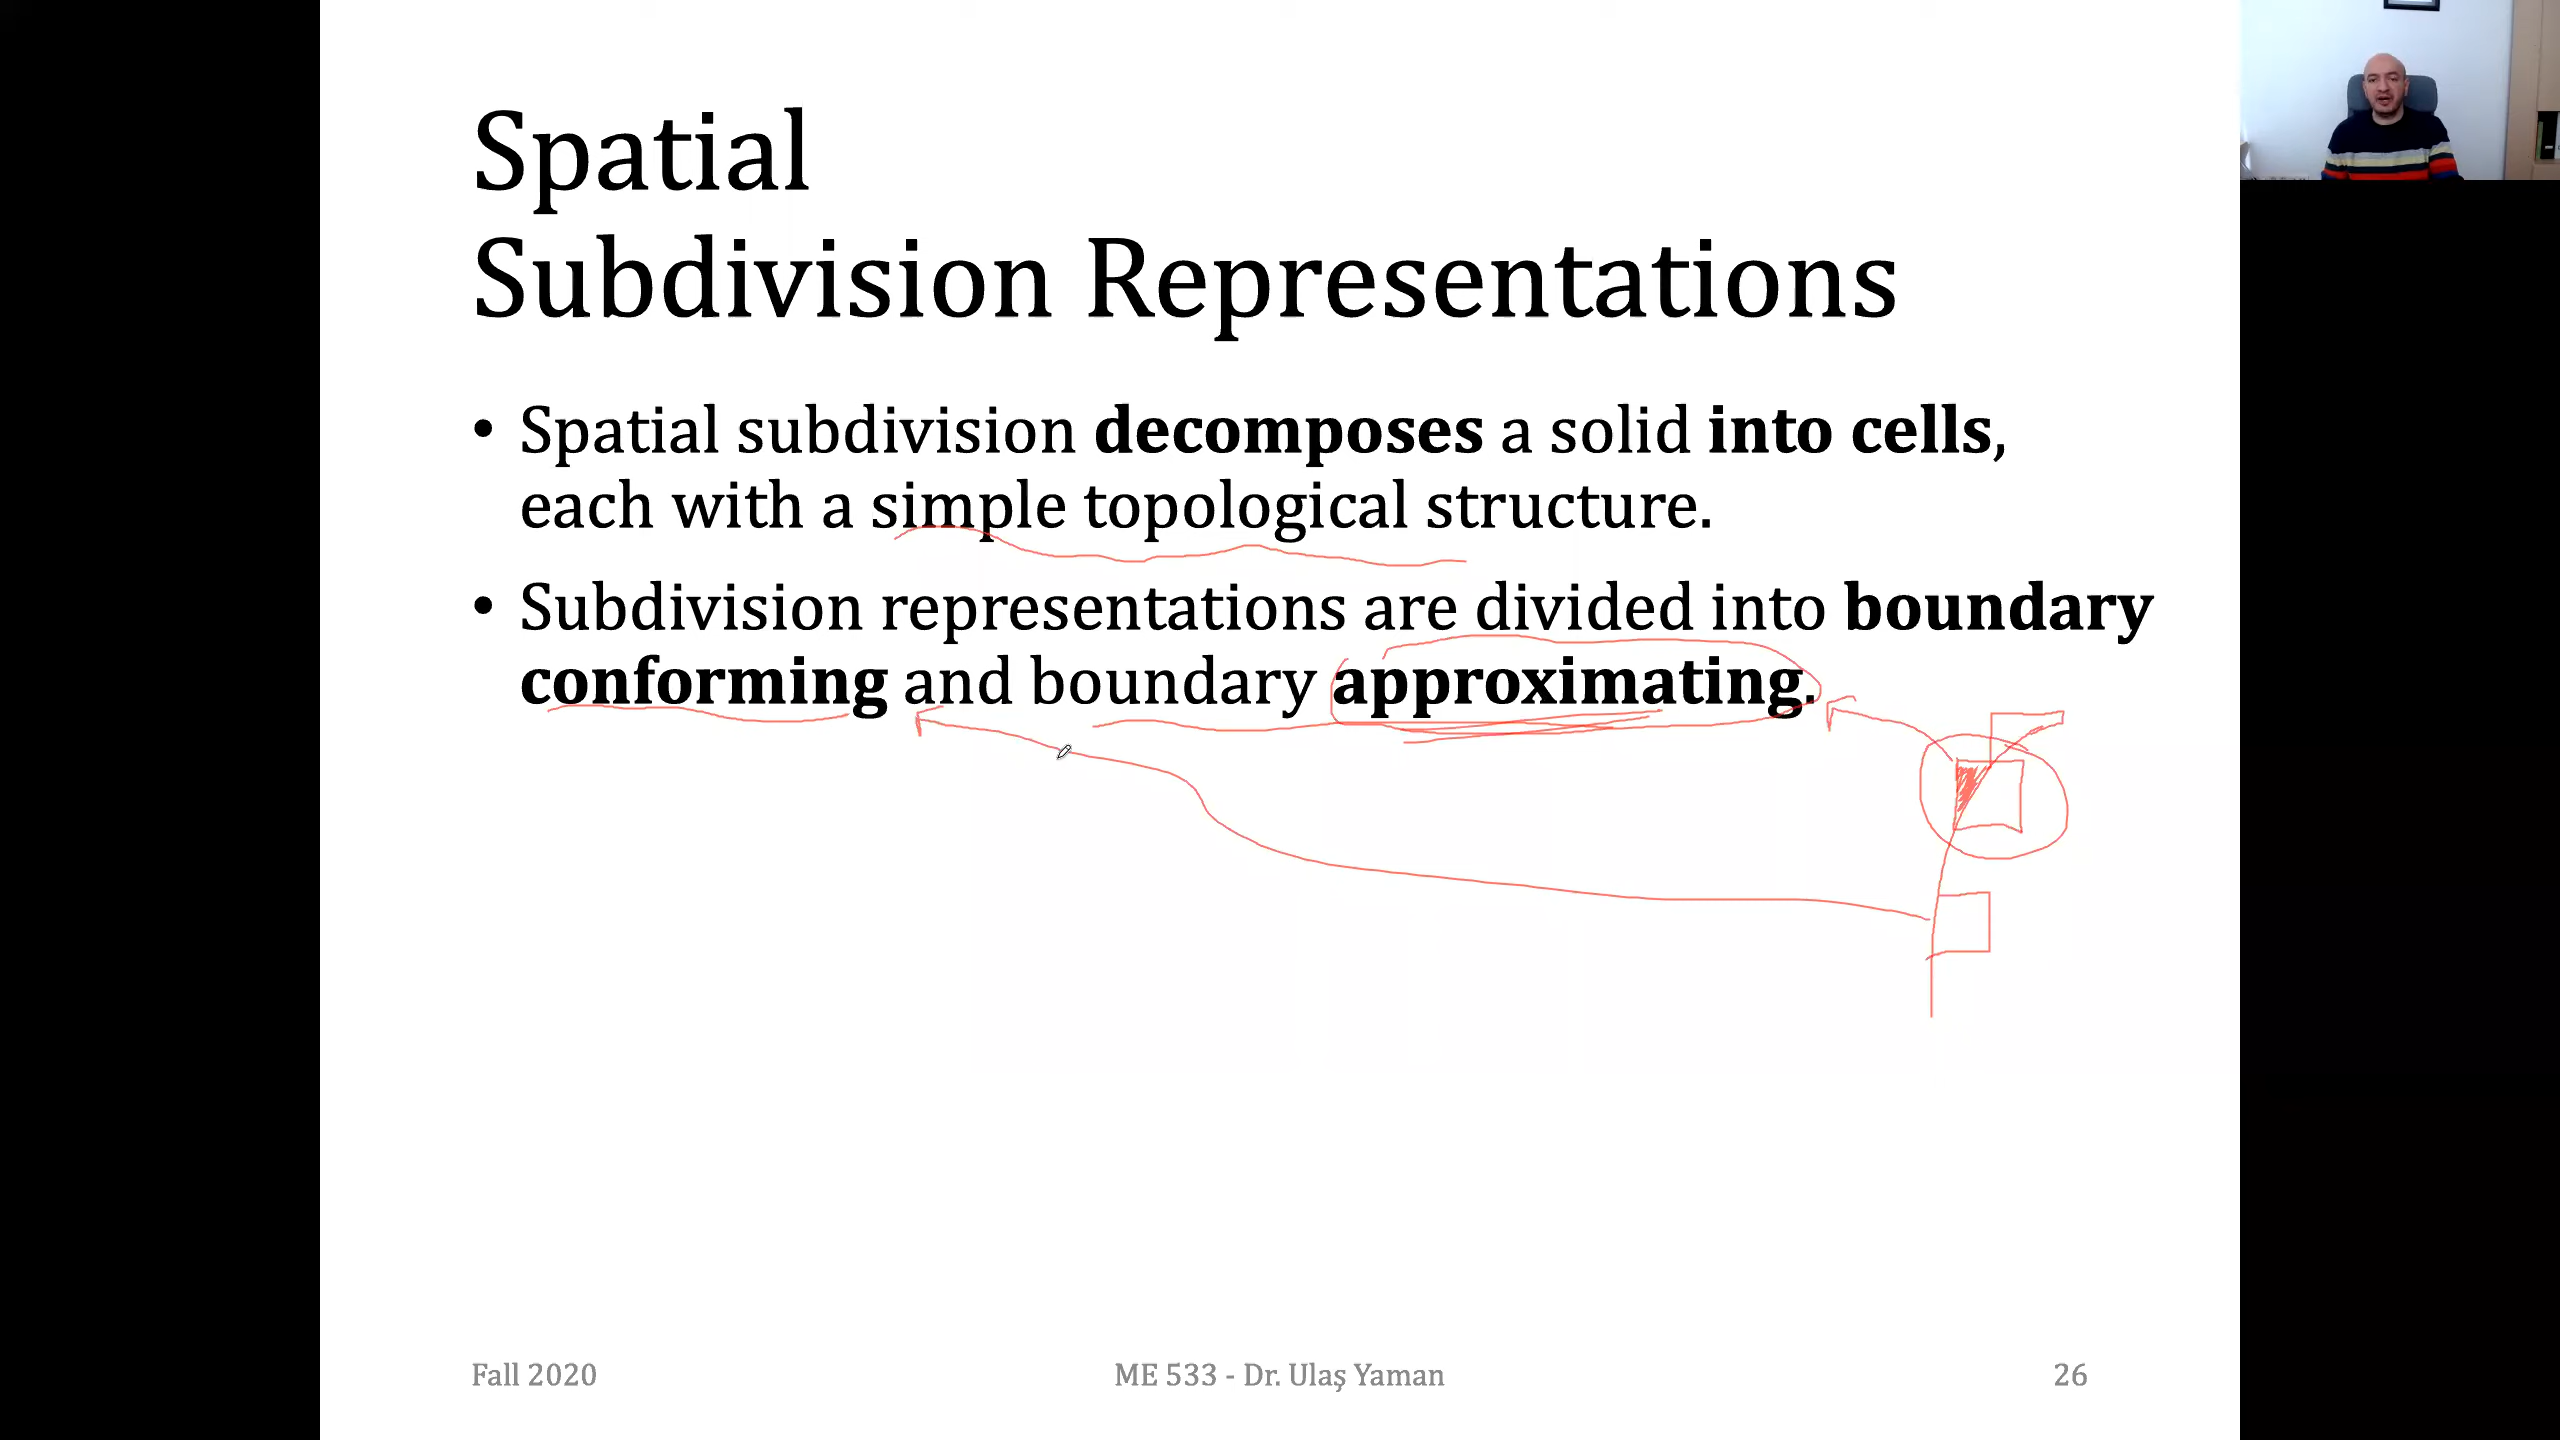 Spatial
Subdivision Representations
• Spatial subdivision decomposes a solid into cells,
each with a simple topological structure.
• Subdivision representations are divided into boundary
conforming and boundary approximating.
Fall 2020
ME 533 - Dr. Ulaş Yaman
26